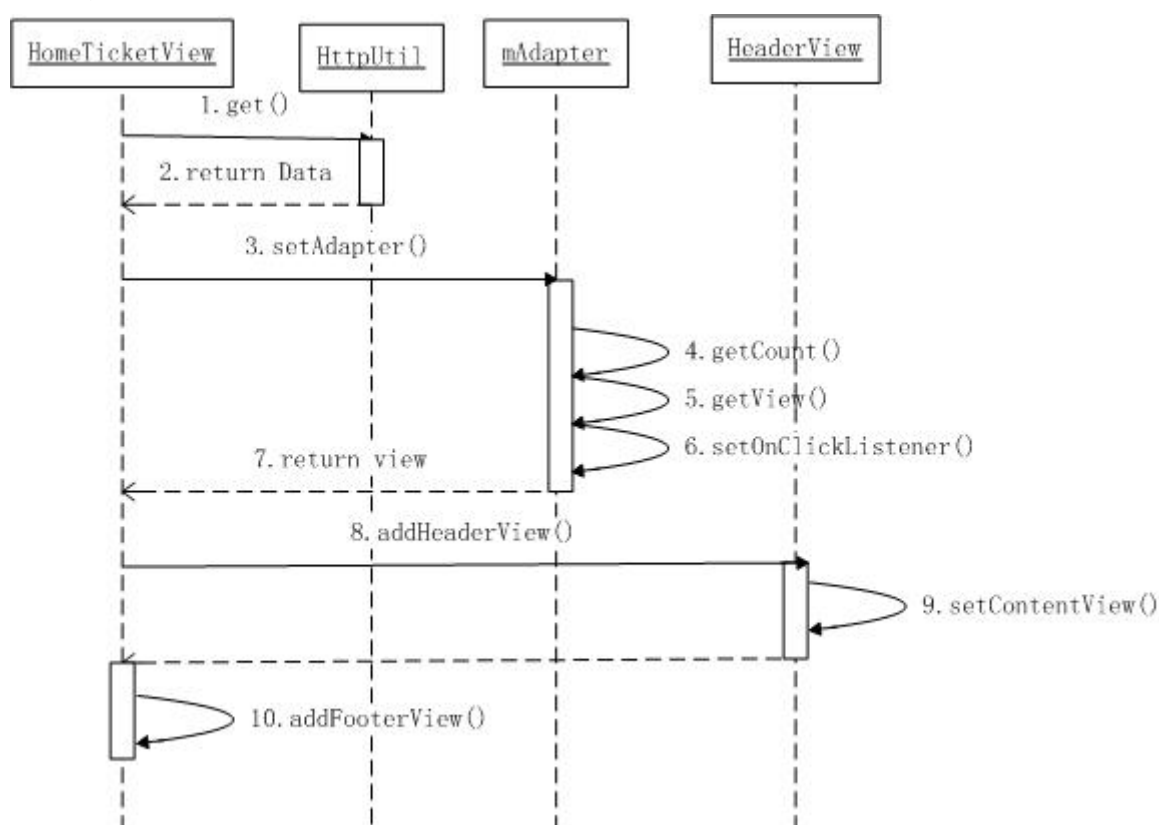 HomeTicketView
HttpUtil
mAdapter
HeaderView
1.get()
2.return Data
3.setAdapter()
4.getCount()
5.getView()
6.setOnClickListener()
7.return view
8.addHeaderView()
9.setContentView()
10.addFooterView()